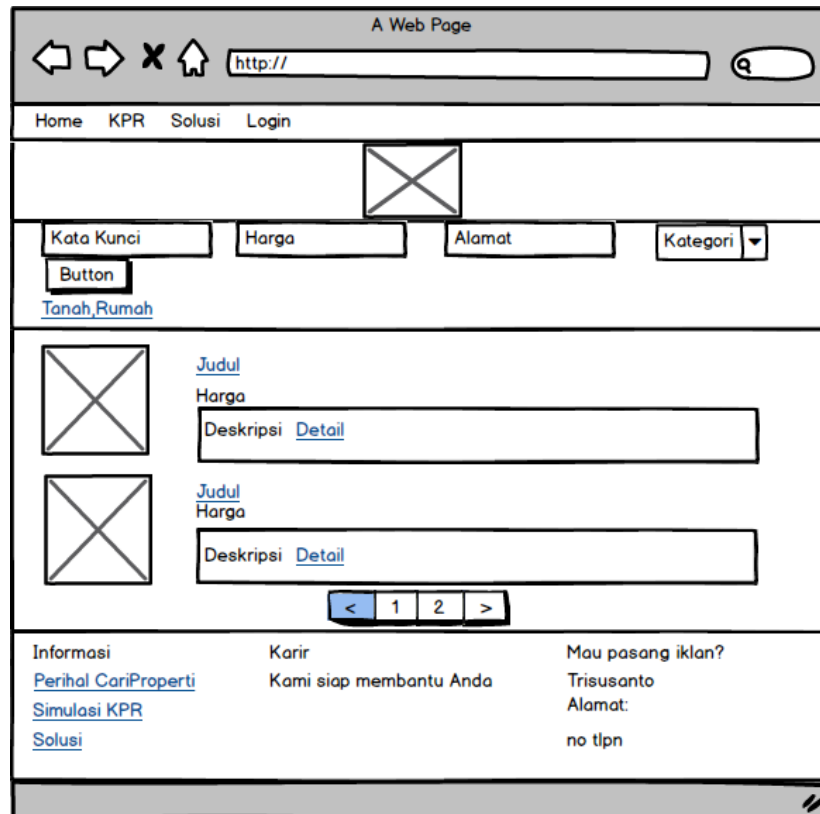 A Web Page
http://
Home KPR Solusi Login
Kata Kunci Harga Alamat Kategori
Button
Tanah,Rumah
Judul
Harga
Deskripsi Detail
Judul
Harga
Deskripsi Detail
< 1 2 >
Informasi Karir Mau pasang iklan?
Perihal CariProperti Kami siap membantu Anda Trisusanto
Simulasi KPR Alamat:
Solusi no tlpn